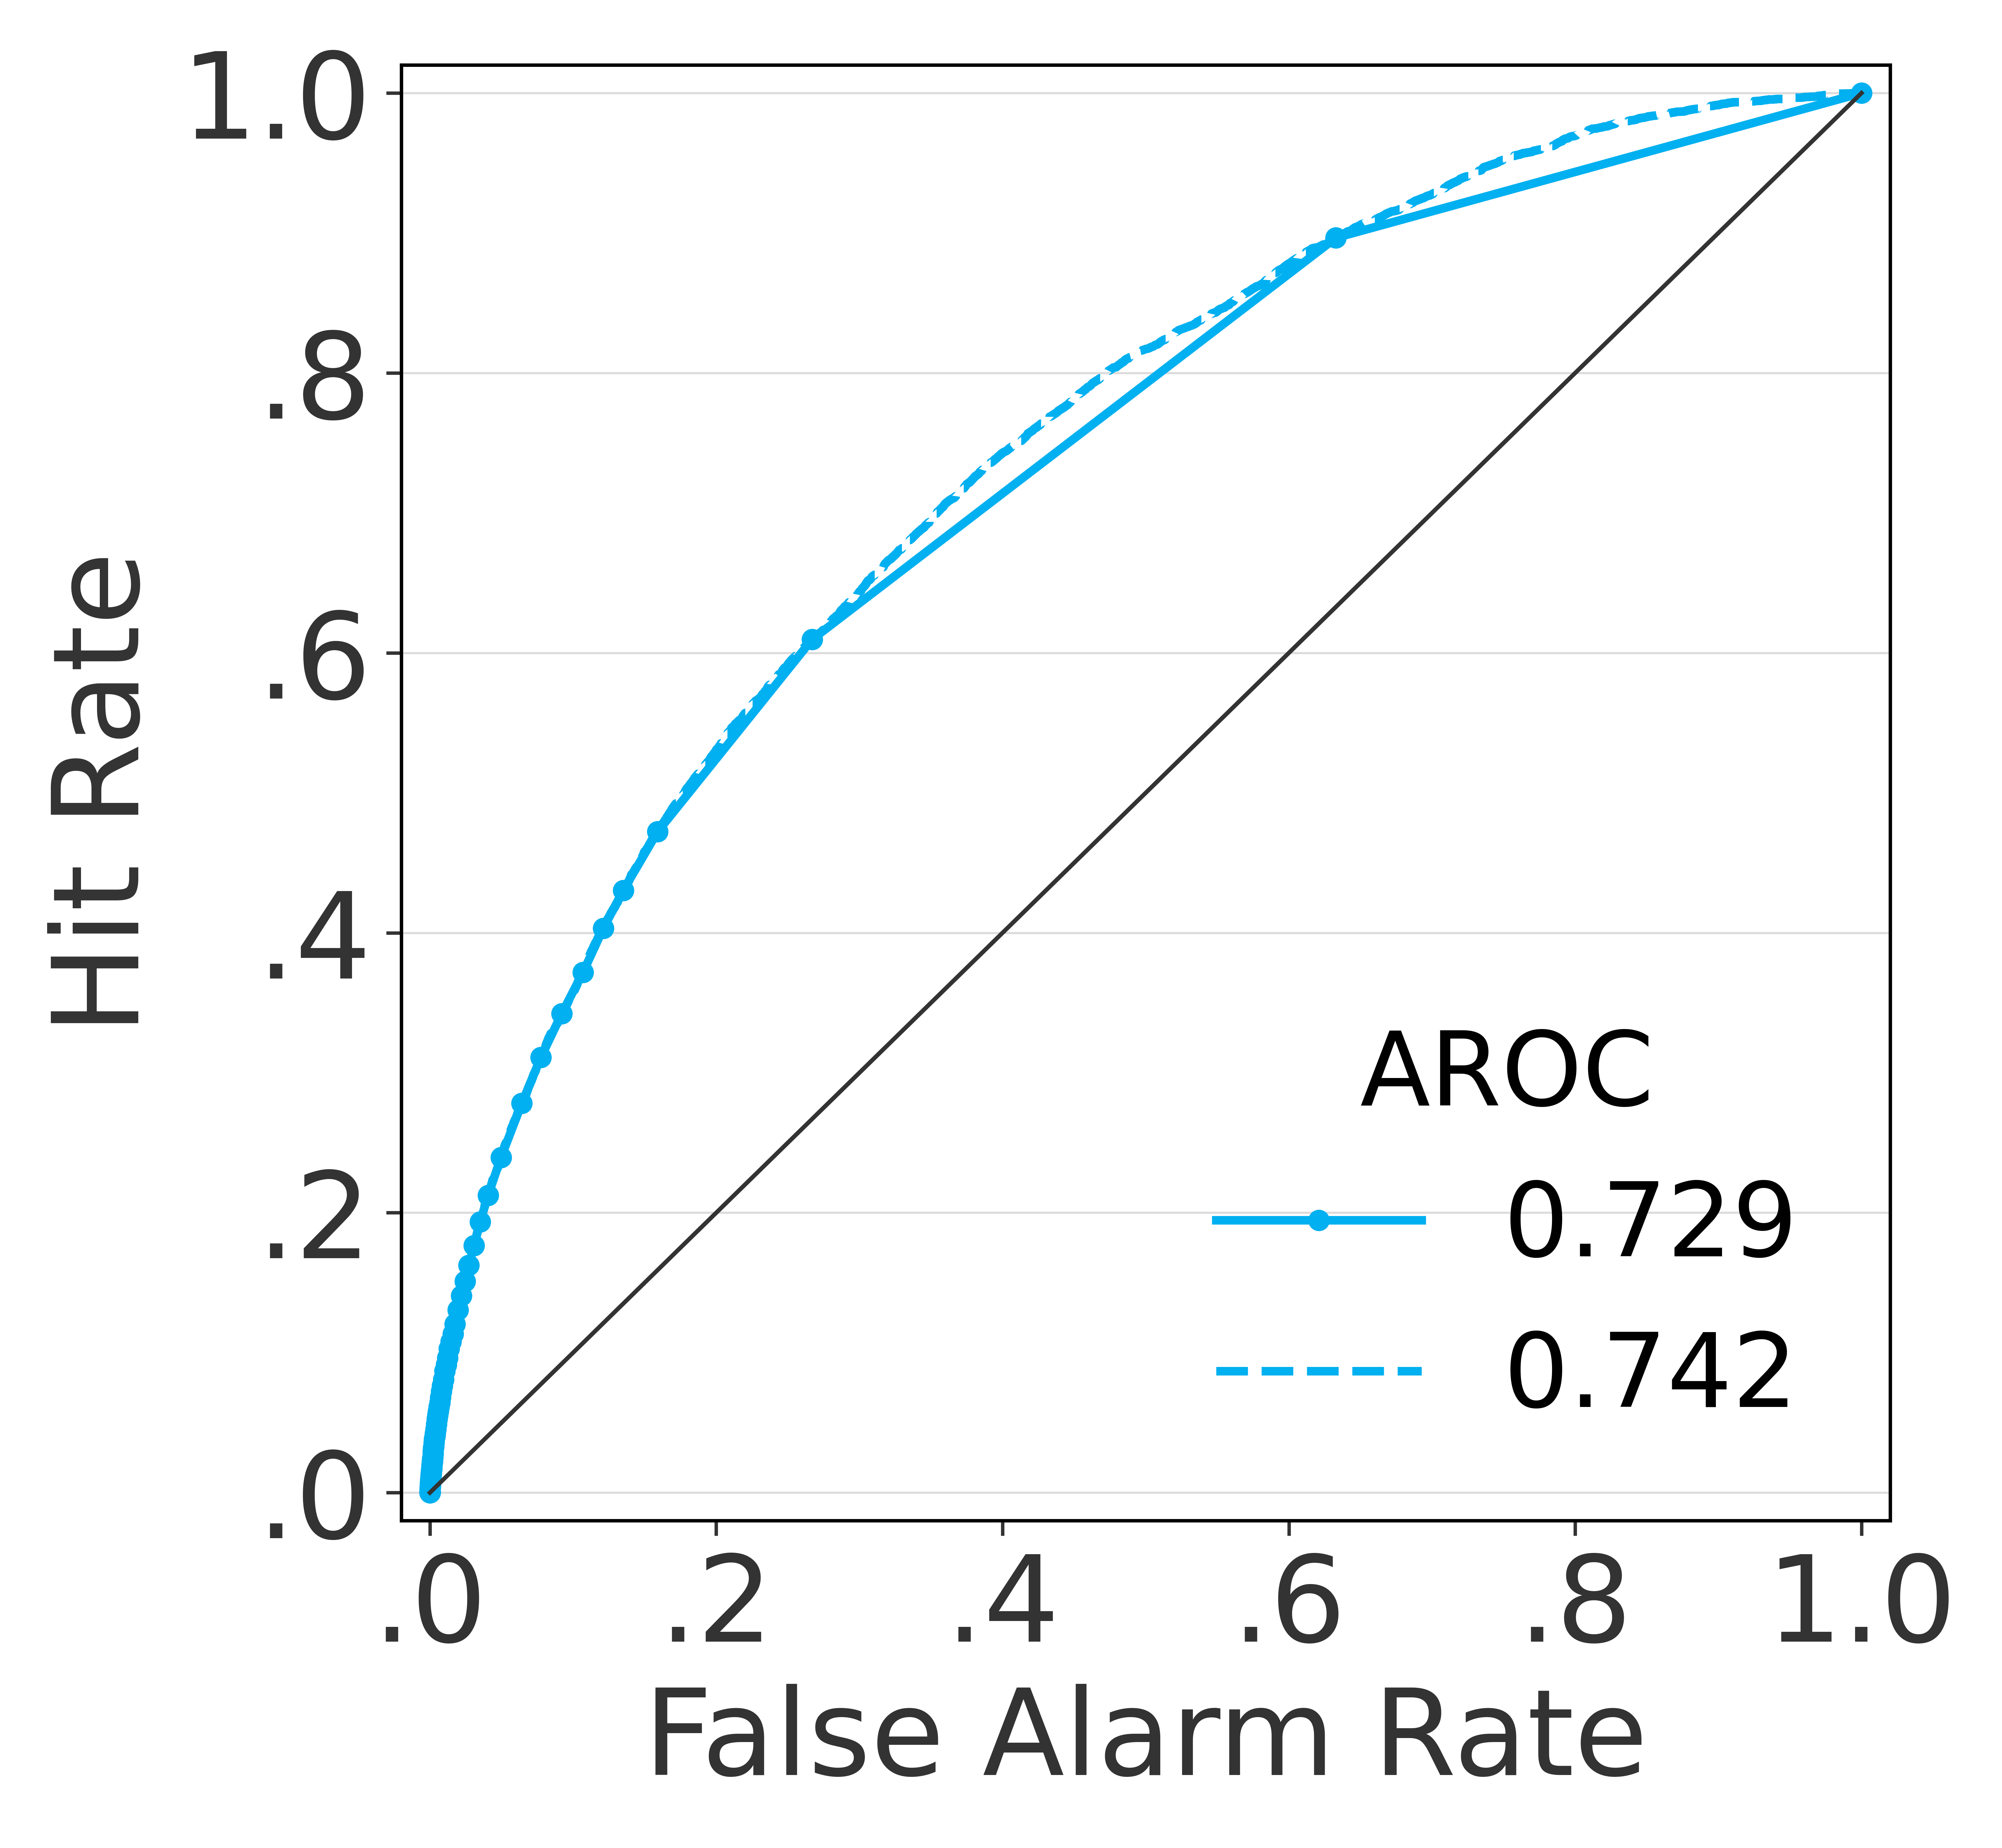 1.0
.8
.6
.4
.2
.0
Hit Rate
AROC
0.729
0.742
.0 .2 .4 .6 .8 1.0
False Alarm Rate